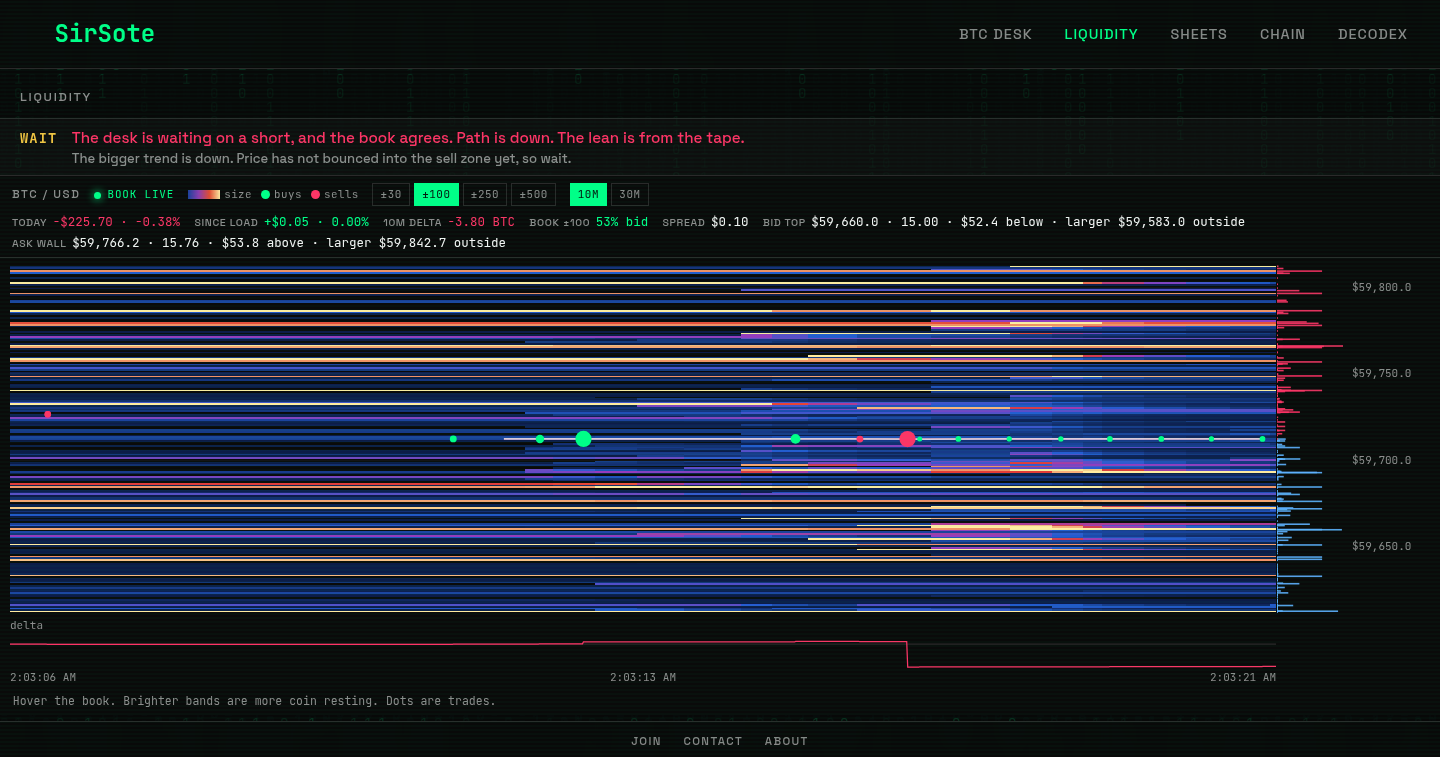 SirSote
BTC DESK LIQUIDITY SHEETS CHAIN DECODEX
LIQUIDITY
WAIT The desk is waiting on a short, and the book agrees. Path is down. The lean is from the tape.
The bigger trend is down. Price has not bounced into the sell zone yet, so wait.
BTC / USD BOOK LIVE size buys sells ±30 ±100 ±250 ±500 10M 30M
TODAY -$225.70 · -0.38% SINCE LOAD +$0.05 · 0.00% 10M DELTA -3.80 BTC BOOK ±100 53% bid SPREAD $0.10 BID TOP $59,660.0 · 15.00 · $52.4 below · larger $59,583.0 outside
ASK WALL $59,766.2 · 15.76 · $53.8 above · larger $59,842.7 outside
$59,800.0
$59,750.0
$59,700.0
$59,650.0
delta
2:03:06 AM 2:03:13 AM 2:03:21 AM
Hover the book. Brighter bands are more coin resting. Dots are trades.
JOIN CONTACT ABOUT